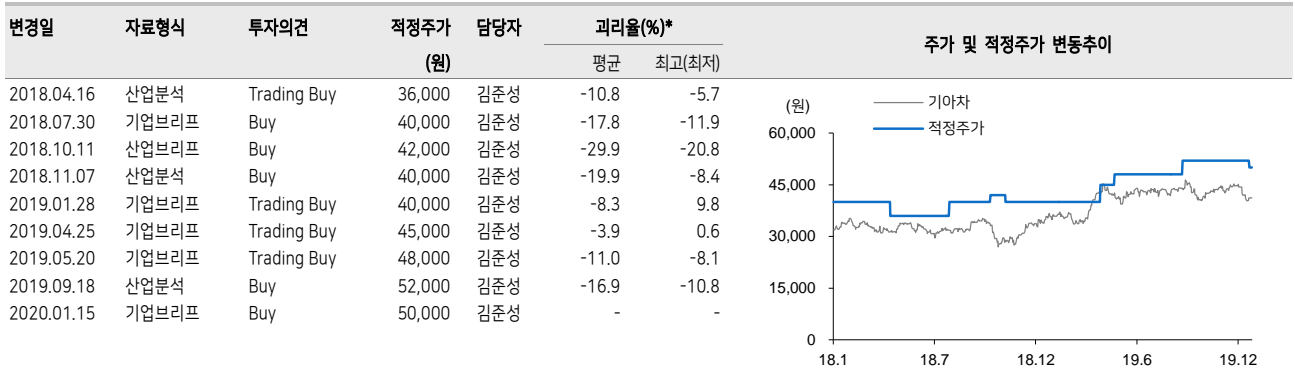 변경일 자료형식 투자의견 적정주가 담당자 괴리율(%)*
(원) 평균 최고(최저)
2018.04.16 산업분석 Trading Buy 36,000 김준성 -10.8 -5.7
2018.07.30 기업브리프 Buy 40,000 김준성 -17.8 -11.9
2018.10.11 산업브리프 Buy 42,000 김준성 -29.9 -20.8
2018.11.07 산업분석 Buy 40,000 김준성 -19.9 -8.4
2019.01.28 기업브리프 Trading Buy 40,000 김준성 -8.3 9.8
2019.04.25 기업브리프 Trading Buy 45,000 김준성 -3.9 0.6
2019.05.20 기업브리프 Trading Buy 48,000 김준성 -11.0 -8.1
2019.09.18 산업분석 Buy 52,000 김준성 -16.9 -10.8
2020.01.15 기업브리프 Buy 50,000 김준성 - -
주가 및 적정주가 변동추이
(원)
기아차
적정주가
60,000
45,000
30,000
15,000
0
18.1 18.7 18.12 19.6 19.12